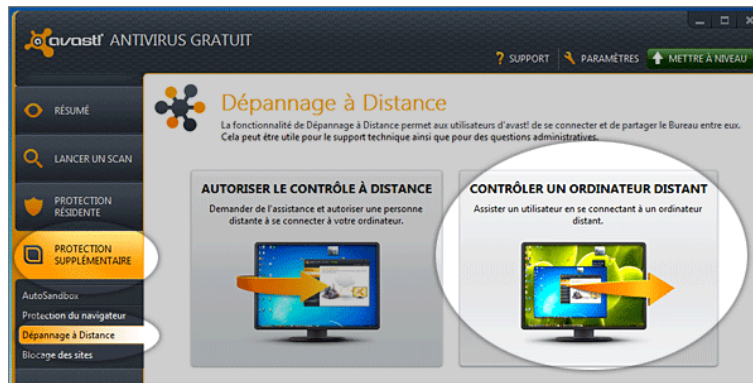 avast! ANTIVIRUS GRATUIT
? SUPPORT PARAMÈTRES METTRE À NIVEAU
RÉSUMÉ
LANCER UN SCAN
PROTECTION
RÉSIDENTE
PROTECTION
SUPPLÉMENTAIRE
AutoSandbox
Protection du navigateur
Dépannage à Distance
Blocage des sites
Dépannage à Distance
La fonctionnalité de Dépannage à Distance permet aux utilisateurs d'avast! de se connecter et de partager le Bureau entre eux.
Cela peut être utile pour le support technique ainsi que pour des questions administratives.
AUTORISER LE CONTRÔLE À DISTANCE
Demander de l'assistance et autoriser une personne
distante à se connecter à votre ordinateur.
CONTRÔLER UN ORDINATEUR DISTANT
Assister un utilisateur en se connectant à un ordinateur
distant.